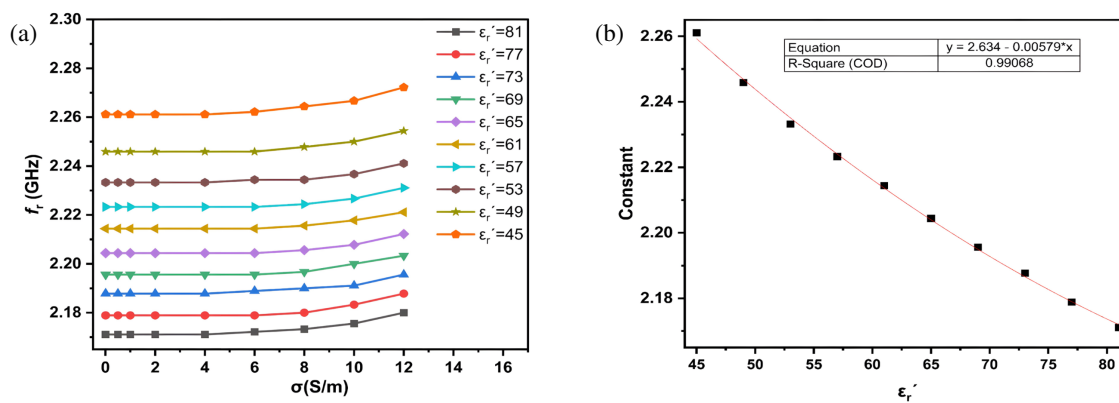 (a)
2.30
2.28
2.26
2.24
2.22
2.20
2.18
f_r (GHz)
0 2 4 6 8 10 12 14 16
σ(S/m)
ε_r´=81
ε_r´=77
ε_r´=73
ε_r´=69
ε_r´=65
ε_r´=61
ε_r´=57
ε_r´=53
ε_r´=49
ε_r´=45
(b)
2.26
2.24
2.22
2.20
2.18
Constant
Equation y = 2.634 - 0.00579*x
R-Square (COD) 0.99068
45 50 55 60 65 70 75 80
ε_r´